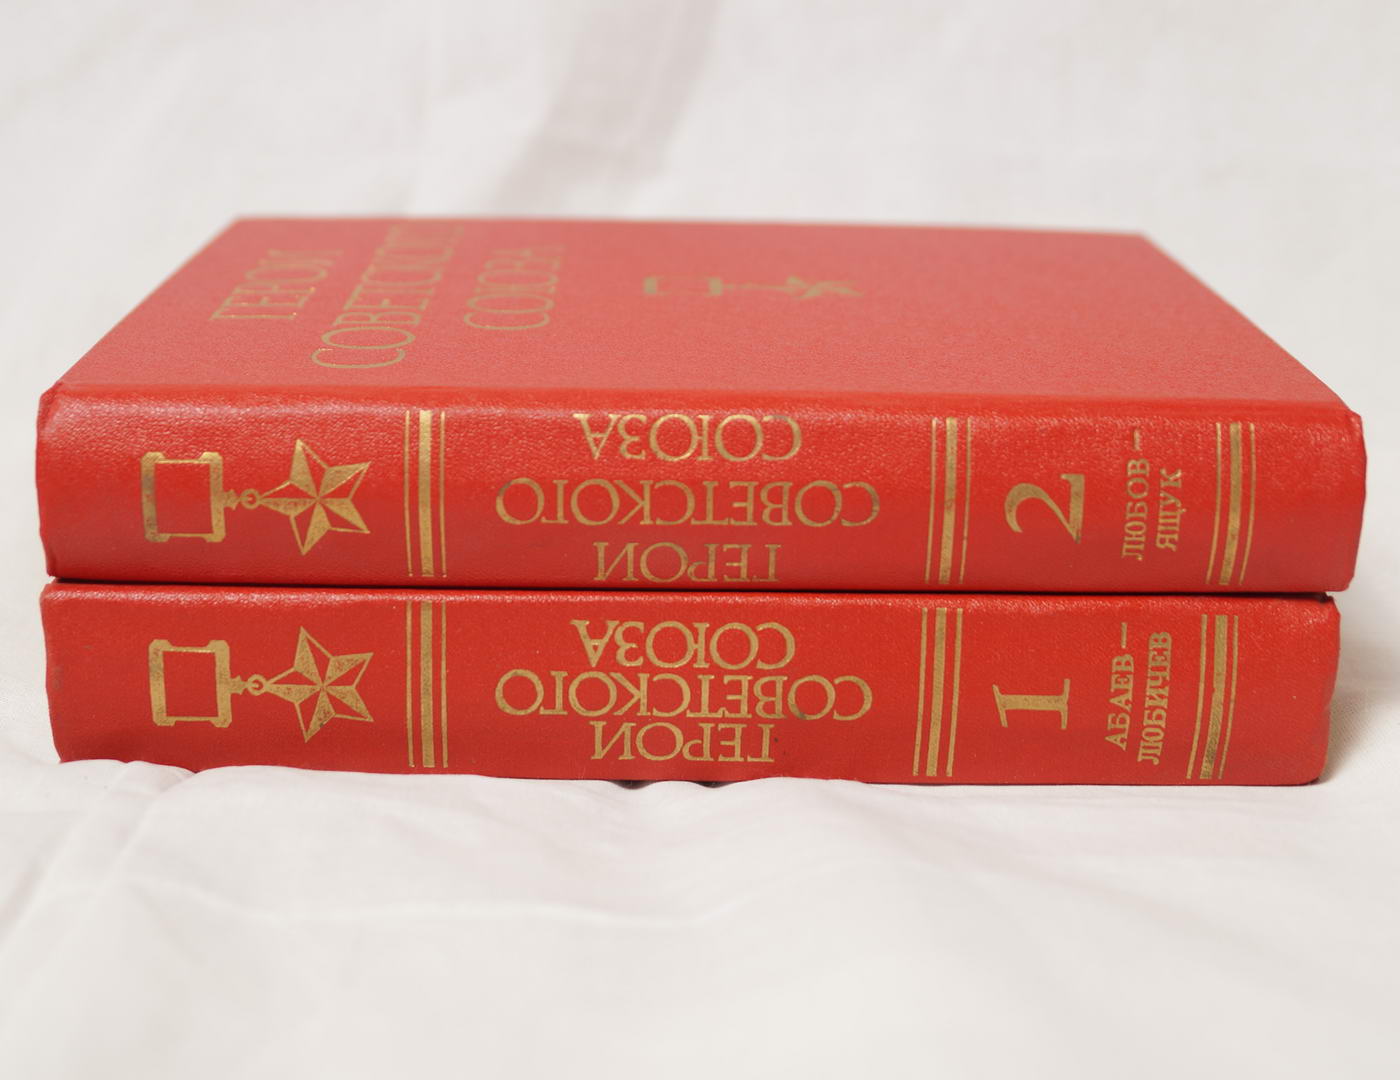 ГЕРОИ
СОВЕТСКОГО
СОЮЗА
ГЕРОИ
СОВЕТСКОГО
СОЮЗА
2
ЛЮБОВ—
ЯЩУК
ГЕРОИ
СОВЕТСКОГО
СОЮЗА
1
АБАЕВ—
ЛЮБИЧЕВ